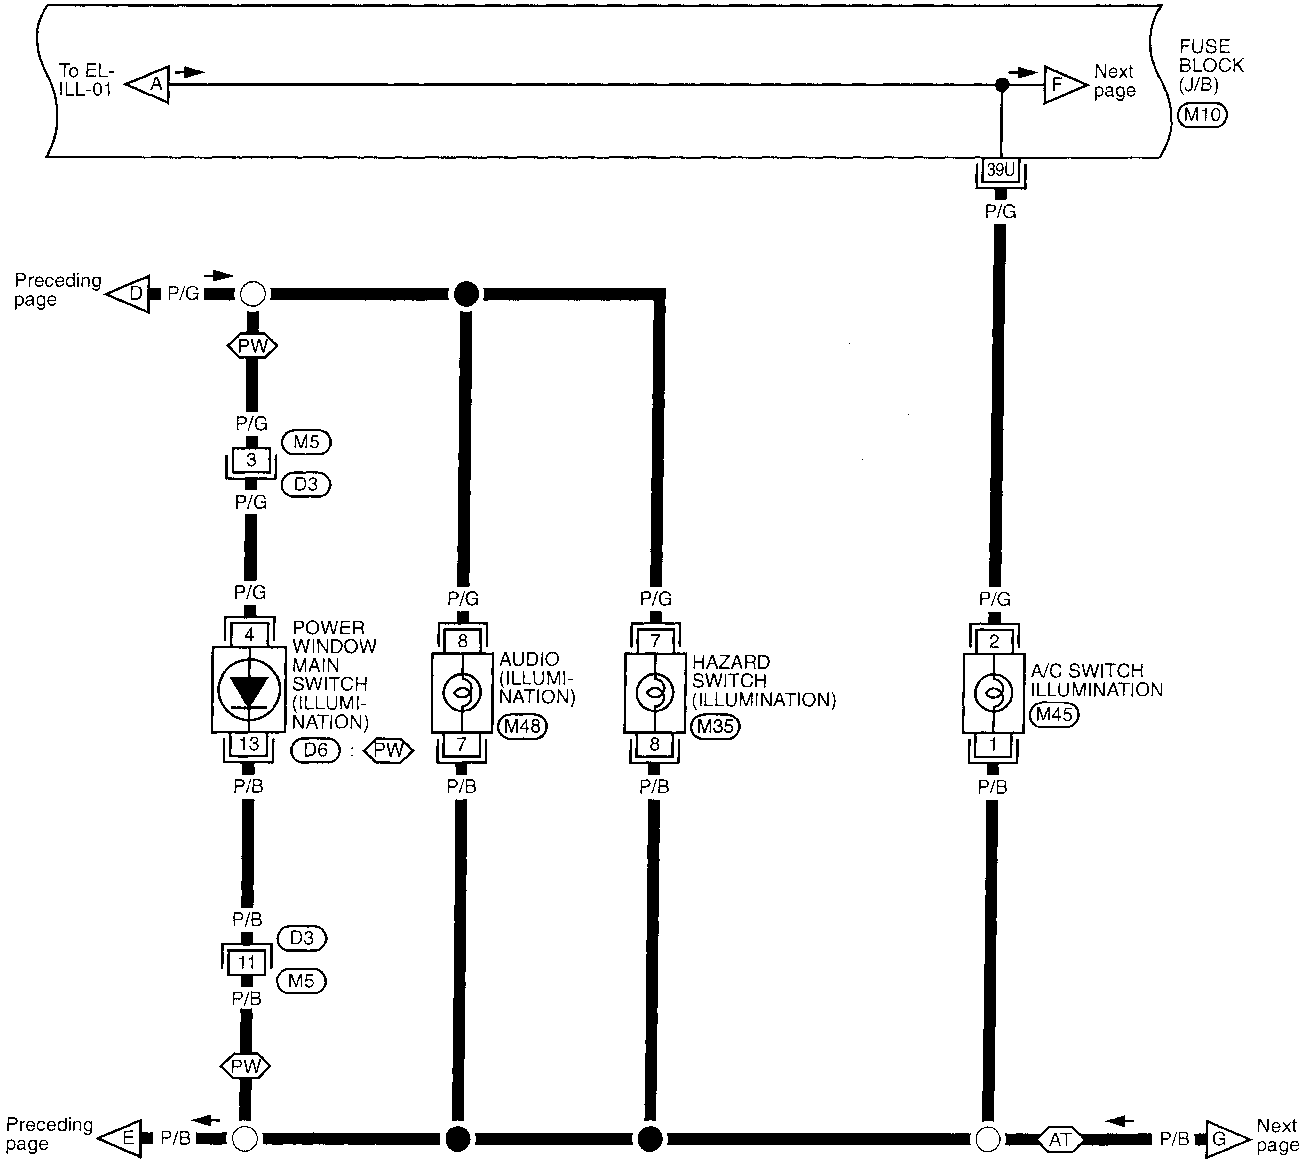 FUSE
BLOCK
(J/B)
M10
To EL-
ILL-01
A
F
Next
page
39U
P/G
Preceding
page
D
P/G
PW
P/G
M5
3
D3
P/G
P/G
P/G
P/G
P/G
4
POWER
WINDOW
MAIN
SWITCH
(ILLUMI-
NATION)
13
D6 : PW
8
AUDIO
(ILLUMI-
NATION)
M48
7
7
HAZARD
SWITCH
(ILLUMINATION)
M35
8
2
A/C SWITCH
ILLUMINATION
M45
1
P/B
P/B
P/B
P/B
P/B
D3
11
M5
P/B
PW
Preceding
page
E
P/B
AT
P/B
G
Next
page